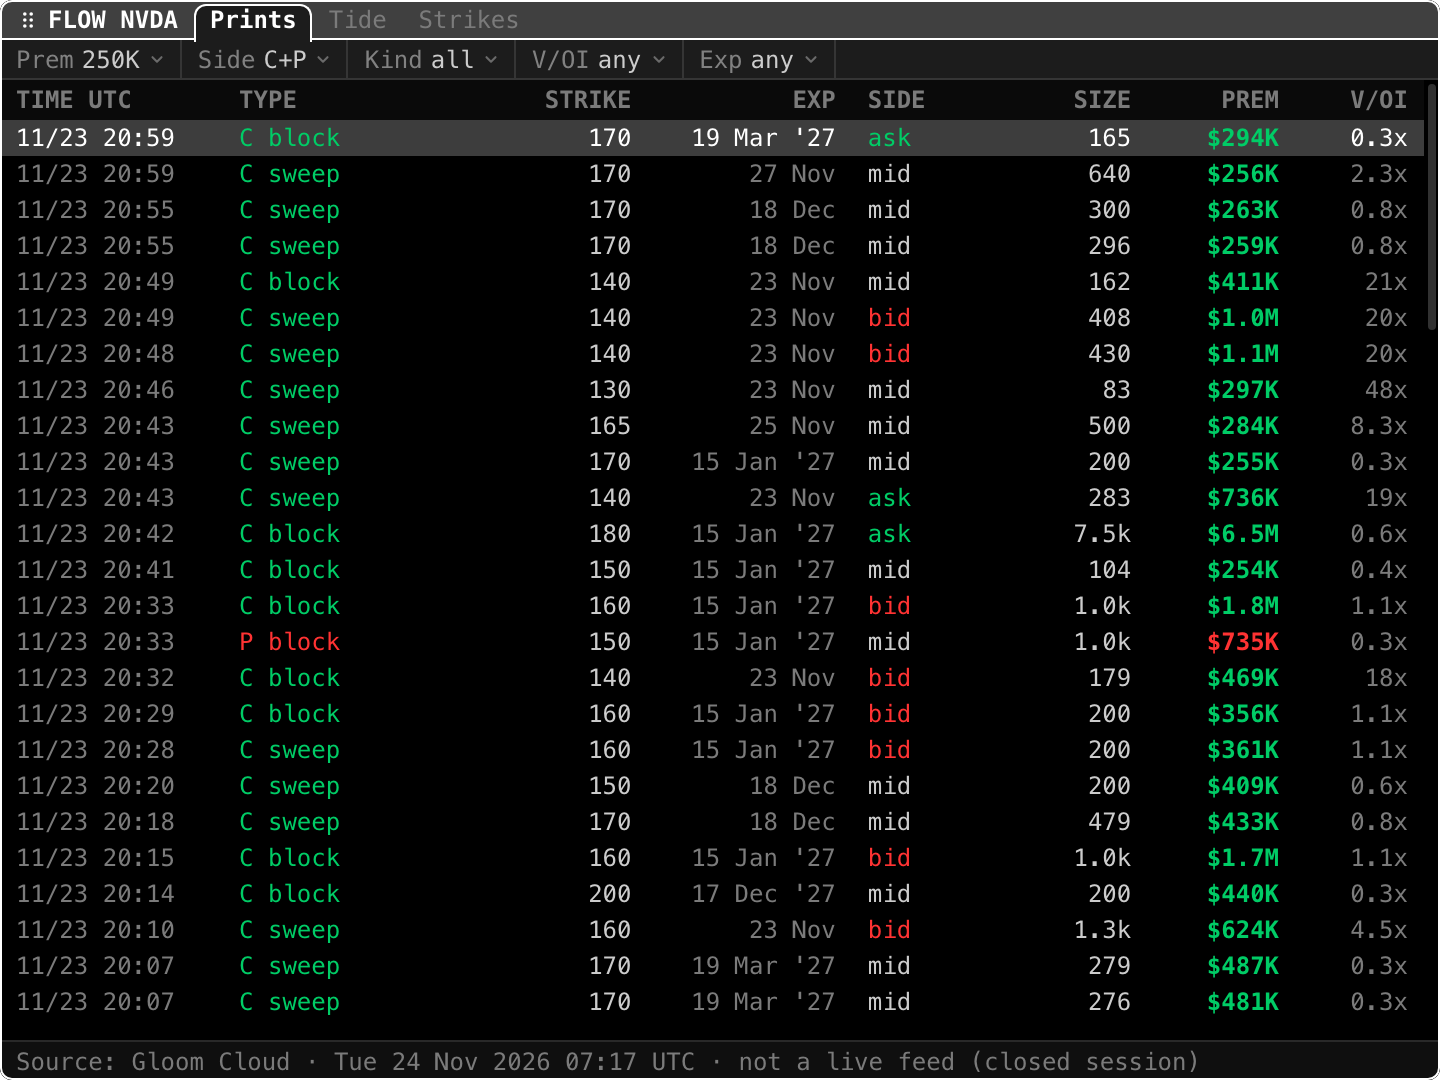 FLOW NVDA Prints Tide Strikes
Prem 250K Side C+P Kind all V/OI any Exp any
TIME UTC TYPE STRIKE EXP SIDE SIZE PREM V/OI
11/23 20:59 C block 170 19 Mar '27 ask 165 $294K 0.3x
11/23 20:59 C sweep 170 27 Nov mid 640 $256K 2.3x
11/23 20:55 C sweep 170 18 Dec mid 300 $263K 0.8x
11/23 20:55 C sweep 170 18 Dec mid 296 $259K 0.8x
11/23 20:49 C block 140 23 Nov mid 162 $411K 21x
11/23 20:49 C sweep 140 23 Nov bid 408 $1.0M 20x
11/23 20:48 C sweep 140 23 Nov bid 430 $1.1M 20x
11/23 20:46 C sweep 130 23 Nov mid 83 $297K 48x
11/23 20:43 C sweep 165 25 Nov mid 500 $284K 8.3x
11/23 20:43 C sweep 170 15 Jan '27 mid 200 $255K 0.3x
11/23 20:43 C sweep 140 23 Nov ask 283 $736K 19x
11/23 20:42 C block 180 15 Jan '27 ask 7.5k $6.5M 0.6x
11/23 20:41 C block 150 15 Jan '27 mid 104 $254K 0.4x
11/23 20:33 C block 160 15 Jan '27 bid 1.0k $1.8M 1.1x
11/23 20:33 P block 150 15 Jan '27 mid 1.0k $735K 0.3x
11/23 20:32 C block 140 23 Nov bid 179 $469K 18x
11/23 20:29 C block 160 15 Jan '27 bid 200 $356K 1.1x
11/23 20:28 C sweep 160 15 Jan '27 bid 200 $361K 1.1x
11/23 20:20 C sweep 150 18 Dec mid 200 $409K 0.6x
11/23 20:18 C sweep 170 18 Dec mid 479 $433K 0.8x
11/23 20:15 C block 160 15 Jan '27 bid 1.0k $1.7M 1.1x
11/23 20:14 C block 200 17 Dec '27 mid 200 $440K 0.3x
11/23 20:10 C sweep 160 23 Nov bid 1.3k $624K 4.5x
11/23 20:07 C sweep 170 19 Mar '27 mid 279 $487K 0.3x
11/23 20:07 C sweep 170 19 Mar '27 mid 276 $481K 0.3x
Source: Gloom Cloud · Tue 24 Nov 2026 07:17 UTC · not a live feed (closed session)